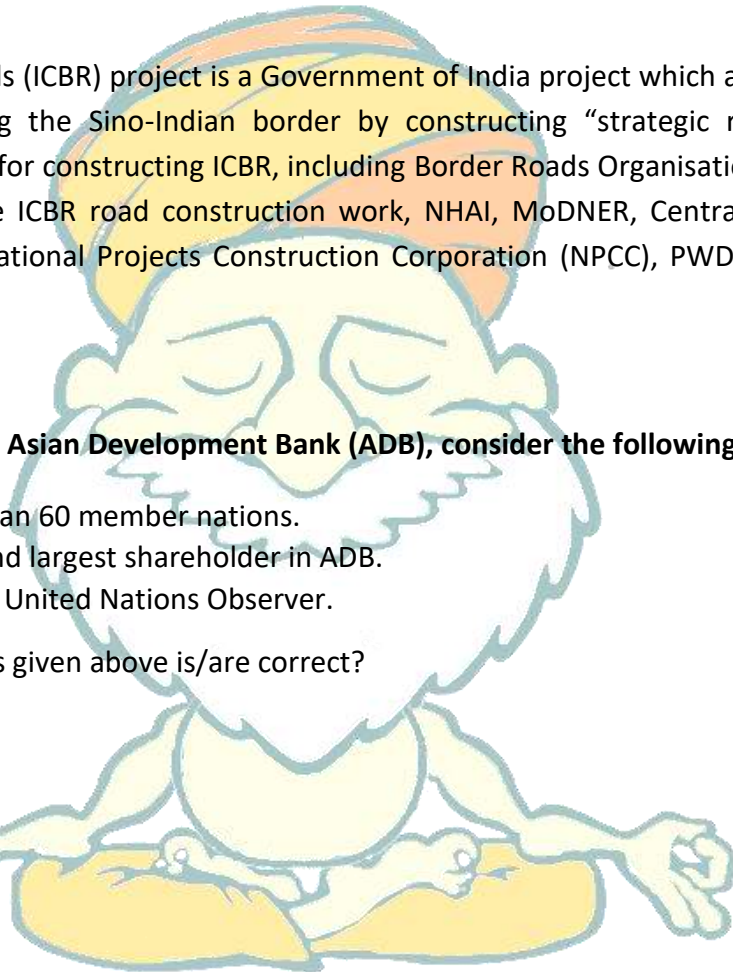 ls (ICBR) project is a Government of India project which a
g the Sino-Indian border by constructing “strategic r
for constructing ICBR, including Border Roads Organisatio
e ICBR road construction work, NHAI, MoDNER, Centra
ational Projects Construction Corporation (NPCC), PWD
Asian Development Bank (ADB), consider the following
an 60 member nations.
nd largest shareholder in ADB.
United Nations Observer.
s given above is/are correct?